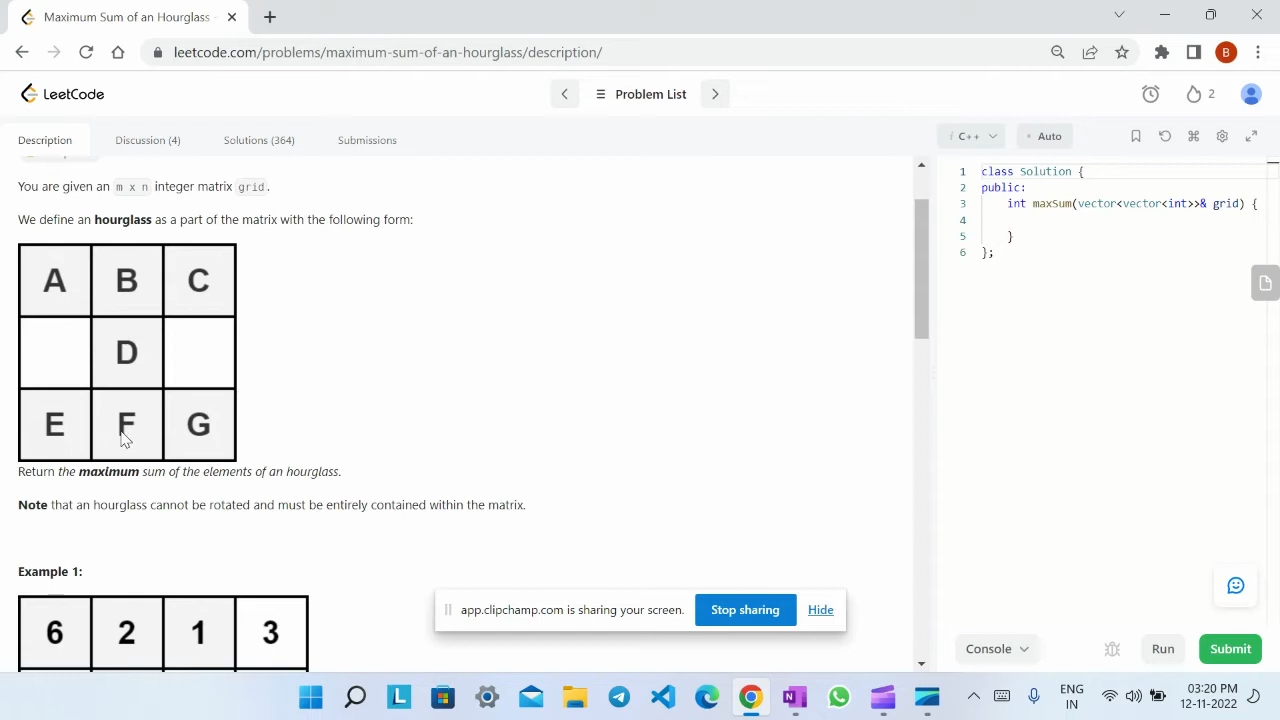 Maximum Sum of an Hourglass
leetcode.com/problems/maximum-sum-of-an-hourglass/description/
B
LeetCode
Problem List
2
Description
Discussion (4)
Solutions (364)
Submissions
i C++
Auto
You are given an m x n integer matrix grid.
We define an hourglass as a part of the matrix with the following form:
A B C
D
E F G
Return the maximum sum of the elements of an hourglass.
Note that an hourglass cannot be rotated and must be entirely contained within the matrix.
Example 1:
6 2 1 3
1 class Solution {
2 public:
3 int maxSum(vector<vector<int>>& grid) {
4
5 }
6 };
app.clipchamp.com is sharing your screen.
Stop sharing
Hide
Console
Run
Submit
ENG
IN
03:20 PM
12-11-2022